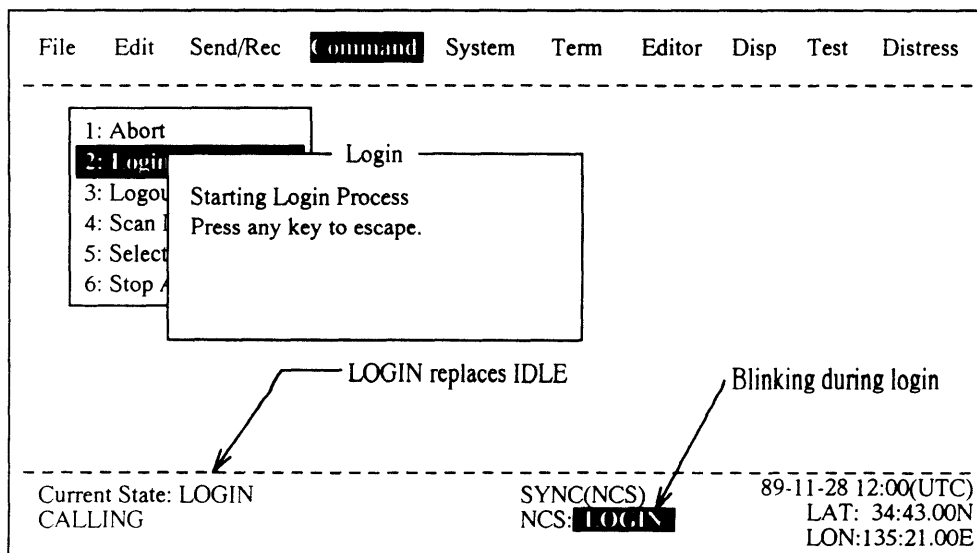 File Edit Send/Rec Command System Term Editor Disp Test Distress
1: Abort
2: Login
3: Logou
4: Scan
5: Select
6: Stop
Login
Starting Login Process
Press any key to escape.
LOGIN replaces IDLE
Blinking during login
Current State: LOGIN
CALLING
SYNC(NCS)
NCS: LOGIN
89-11-28 12:00(UTC)
LAT: 34:43.00N
LON:135:21.00E